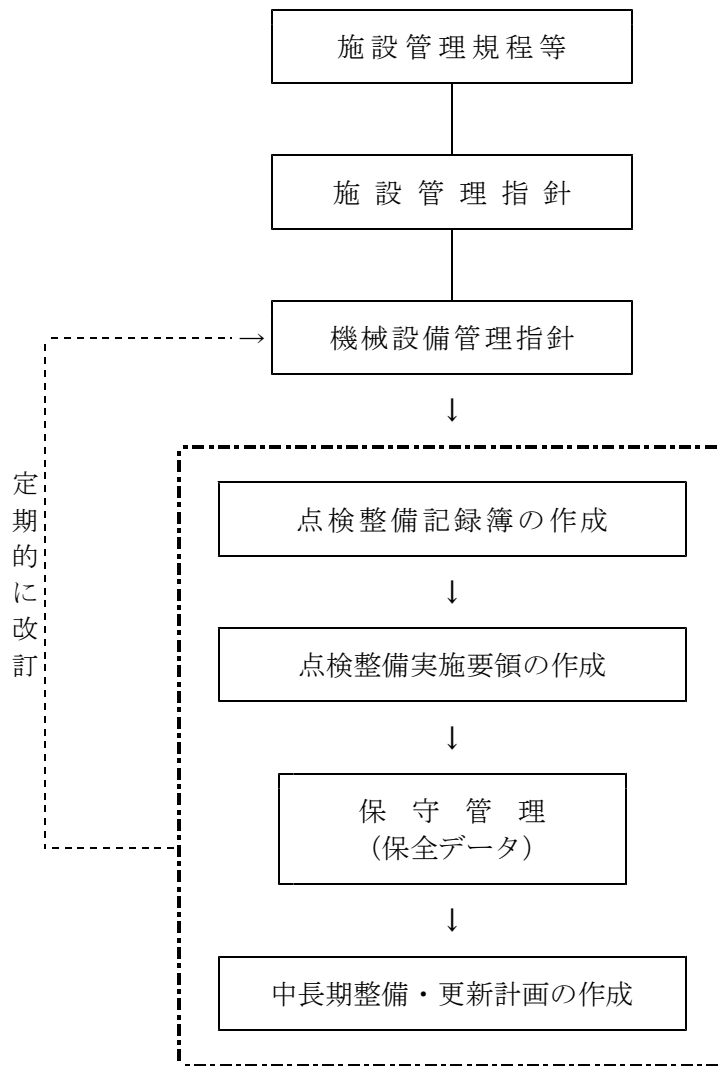 施設管理規程等
施設管理指針
機械設備管理指針
↓
定期的に改訂
点検整備記録簿の作成
↓
点検整備実施要領の作成
↓
保守管理
（保全データ）
↓
中長期整備・更新計画の作成